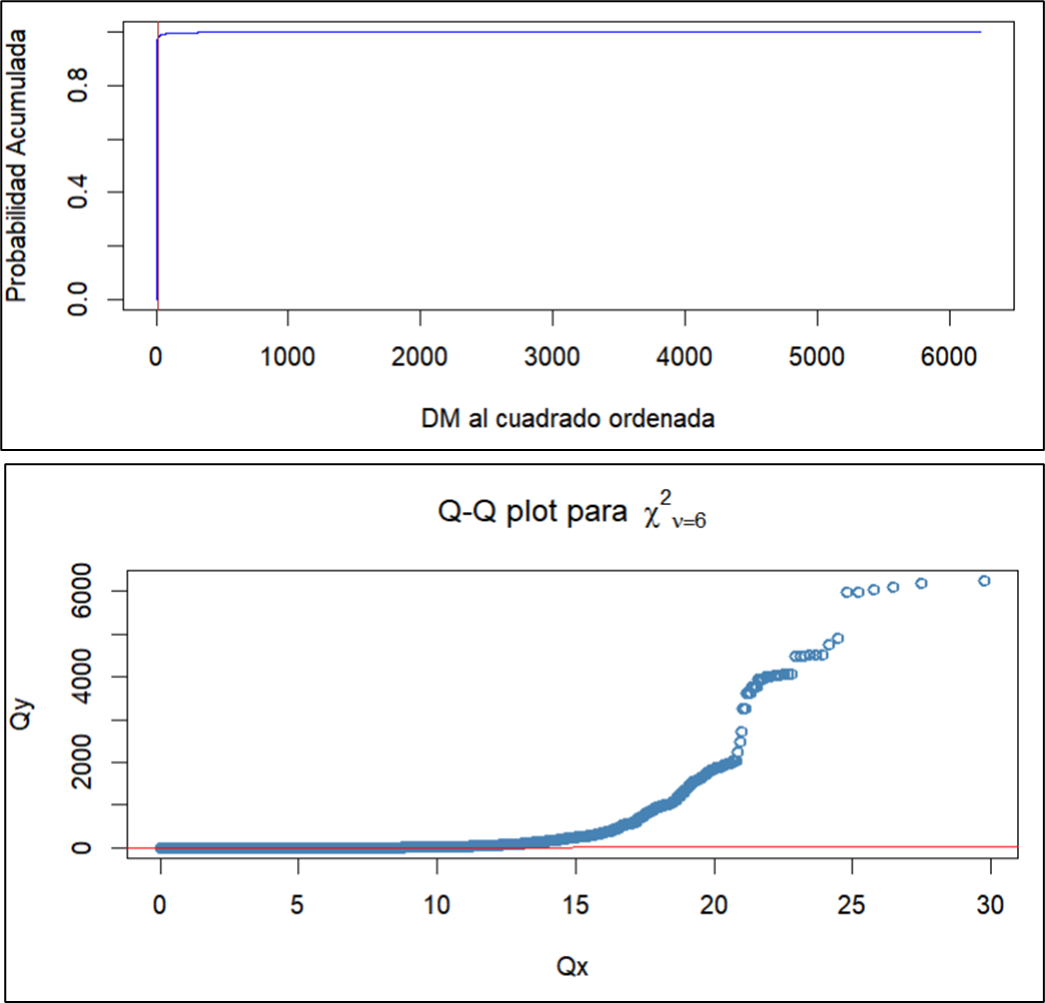 Probabilidad Acumulada
0.8
0.4
0.0
0 1000 2000 3000 4000 5000 6000
DM al cuadrado ordenada
Q-Q plot para χ²ᵥ₌₆
Qy
6000
4000
2000
0
0 5 10 15 20 25 30
Qx